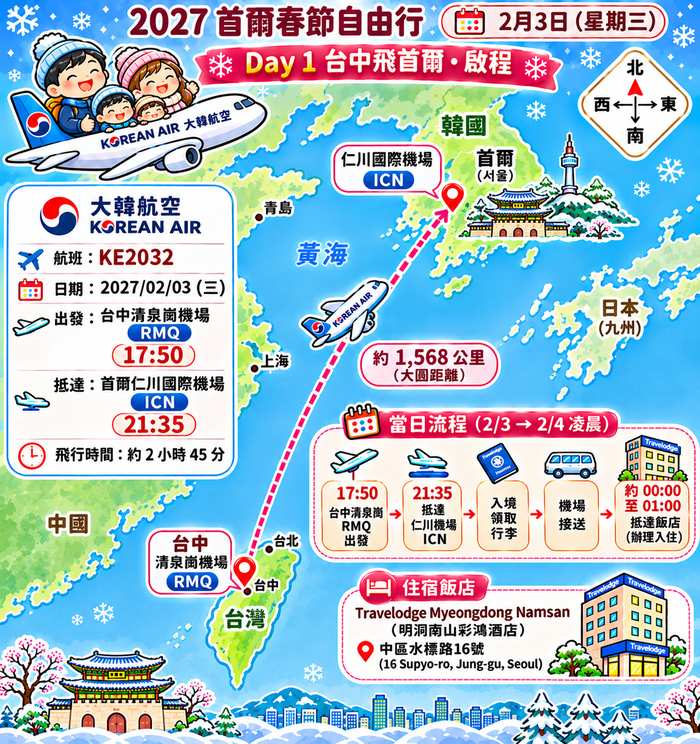 2027 首爾春節自由行
2月3日 (星期三)
Day 1 台中飛首爾・啟程
北
西
東
南
KOREAN AIR 大韓航空
大韓航空
KOREAN AIR
航班：KE2032
日期：2027/02/03 (三)
出發：台中清泉崗機場
RMQ
17:50
抵達：首爾仁川國際機場
ICN
21:35
飛行時間：約 2 小時 45 分
韓國
仁川國際機場
ICN
首爾
(서울)
青島
黃海
KOREAN AIR
日本
(九州)
上海
約 1,568 公里
(大圓距離)
當日流程 (2/3 → 2/4 凌晨)
17:50
台中清泉崗
RMQ
出發
21:35
抵達
仁川機場
ICN
Travelodge
入境
領取
行李
機場
接送
Travelodge
約 00:00
至 01:00
抵達飯店
(辦理入住)
中國
台中
清泉崗機場
RMQ
台北
台中
台灣
住宿飯店
Travelodge Myeongdong Namsan
(明洞南山彩鴻酒店)
中區水標路16號
(16 Supyo-ro, Jung-gu, Seoul)
Travelodge
Travelodge
Travelodge